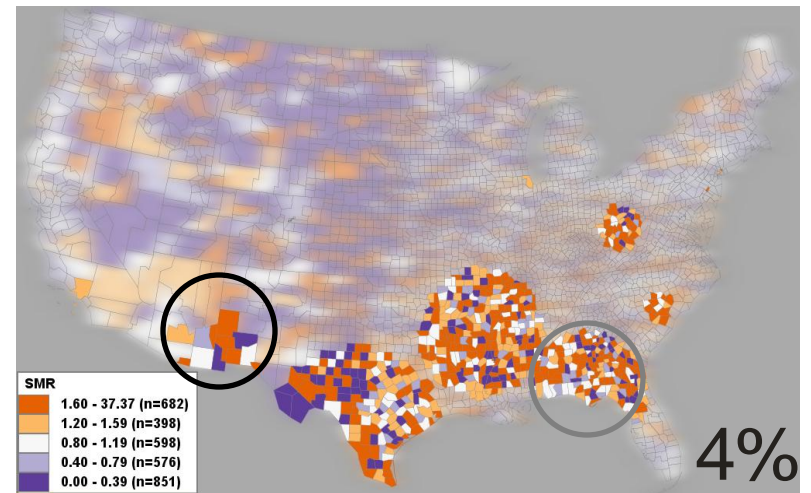 SMR
1.60 - 37.37 (n=682)
1.20 - 1.59 (n=398)
0.80 - 1.19 (n=598)
0.40 - 0.79 (n=576)
0.00 - 0.39 (n=851)
4%